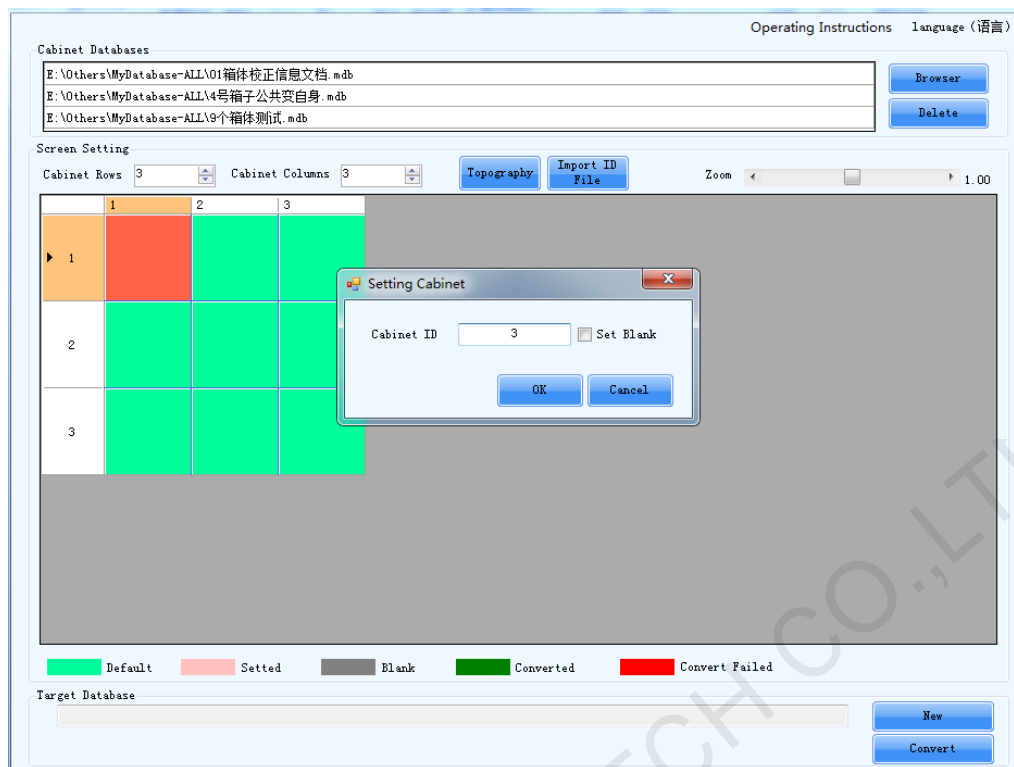 Operating Instructions language（语言）
Cabinet Databases
E:\Others\MyDatabase-ALL\01箱体校正信息文档.mdb
E:\Others\MyDatabase-ALL\4号箱子公共变自身.mdb
E:\Others\MyDatabase-ALL\9个箱体测试.mdb
Browser
Delete
Screen Setting
Cabinet Rows 3 Cabinet Columns 3 Topography Import ID File Zoom 1.00
1 2 3
1
Setting Cabinet
Cabinet ID 3 Set Blank
OK Cancel
2
3
Default Setted Blank Converted Convert Failed
Target Database
New
Convert
TECH CO.,LT